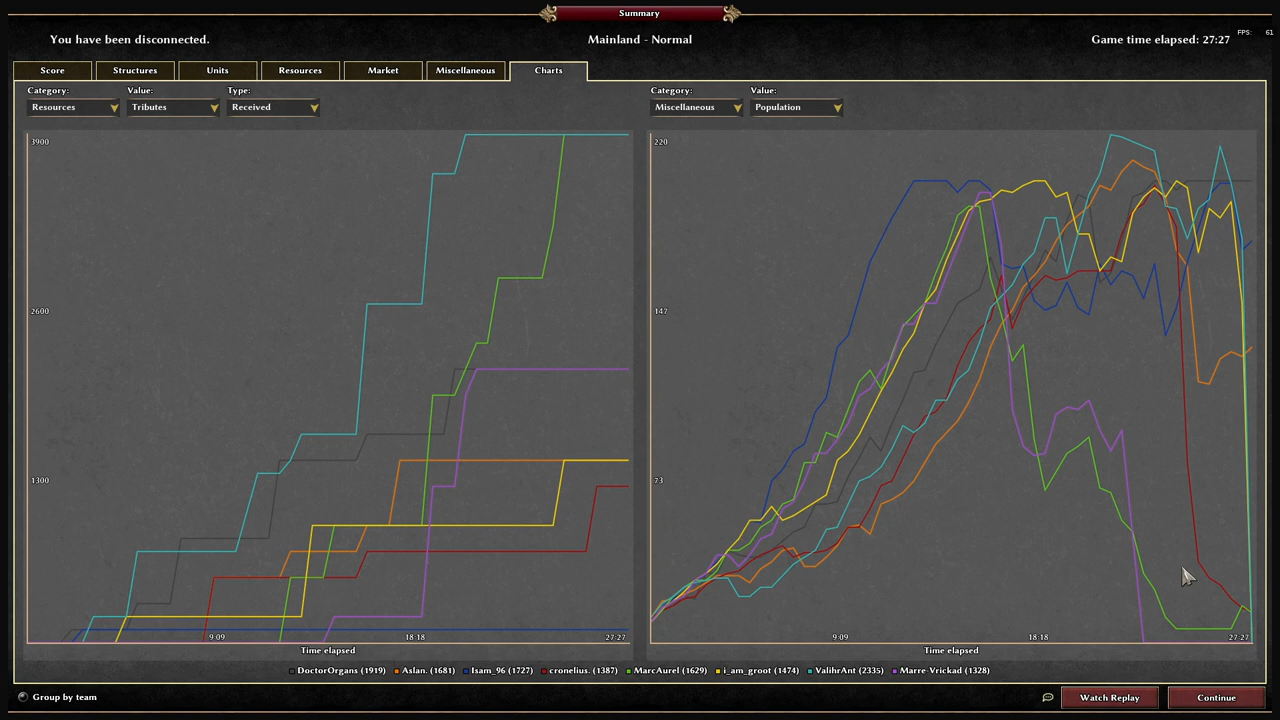 Summary
You have been disconnected.
Mainland - Normal
Game time elapsed: 27:27
FPS: 61
Score
Structures
Units
Resources
Market
Miscellaneous
Charts
Category:
Value:
Type:
Resources
Tributes
Received
Category:
Value:
Miscellaneous
Population
3900
2600
1300
9:09
18:18
27:27
Time elapsed
220
147
73
9:09
18:18
27:27
Time elapsed
DoctorOrgans (1919)
Aslan. (1681)
Isam_96 (1727)
cronelius. (1387)
MarcAurel (1629)
i_am_groot (1474)
ValihrAnt (2335)
Marre-Vrickad (1328)
Group by team
Watch Replay
Continue